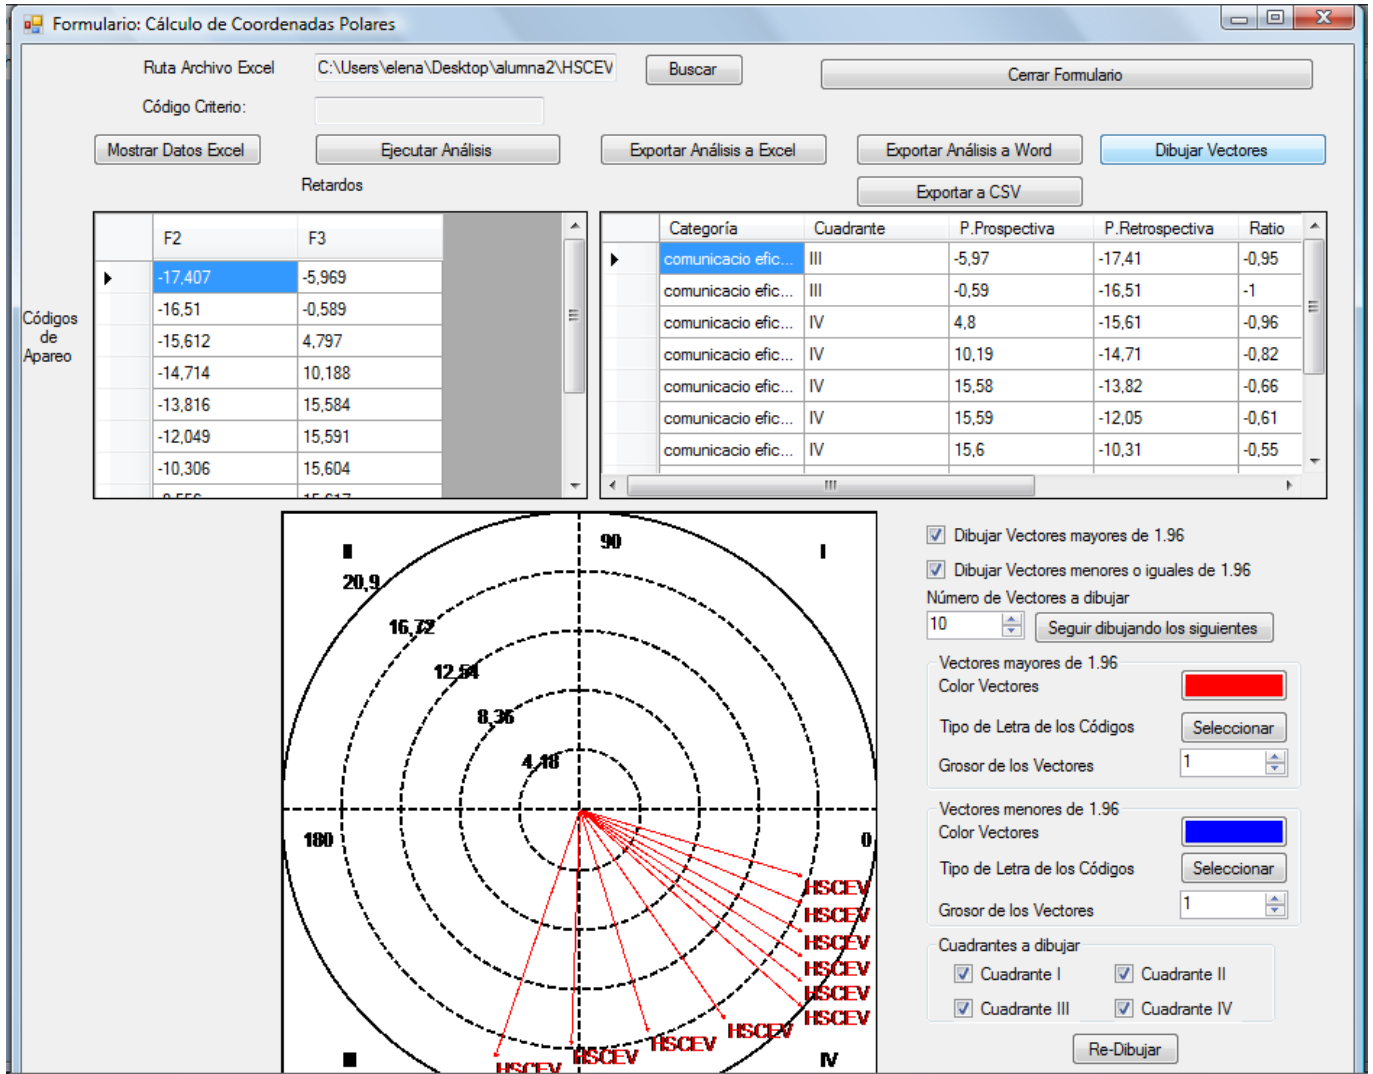 Formulario: Cálculo de Coordenadas Polares
Ruta Archivo Excel C:\Users\elena\Desktop\alumna2\HSCEV Buscar Cerrar Formulario
Código Criterio:
Mostrar Datos Excel Ejecutar Análisis Exportar Análisis a Excel Exportar Análisis a Word Dibujar Vectores
Retardos Exportar a CSV
Códigos
de
Apareo
F2 F3
-17,407 -5,969
-16,51 -0,589
-15,612 4,797
-14,714 10,188
-13,816 15,584
-12,049 15,591
-10,306 15,604
Categoría Cuadrante P.Prospectiva P.Retrospectiva Ratio
comunicacio efic... III -5,97 -17,41 -0,95
comunicacio efic... III -0,59 -16,51 -1
comunicacio efic... IV 4,8 -15,61 -0,96
comunicacio efic... IV 10,19 -14,71 -0,82
comunicacio efic... IV 15,58 -13,82 -0,66
comunicacio efic... IV 15,59 -12,05 -0,61
comunicacio efic... IV 15,6 -10,31 -0,55
90
II I
20,9
16,72
12,54
8,36
4,18
180 0
HSCEV
HSCEV
HSCEV
HSCEV
HSCEV
HSCEV
HSCEV
HSCEV
HSCEV
HSCEV
III IV
Dibujar Vectores mayores de 1.96
Dibujar Vectores menores o iguales de 1.96
Número de Vectores a dibujar
10 Seguir dibujando los siguientes
Vectores mayores de 1.96
Color Vectores
Tipo de Letra de los Códigos Seleccionar
Grosor de los Vectores 1
Vectores menores de 1.96
Color Vectores
Tipo de Letra de los Códigos Seleccionar
Grosor de los Vectores 1
Cuadrantes a dibujar
Cuadrante I Cuadrante II
Cuadrante III Cuadrante IV
Re-Dibujar